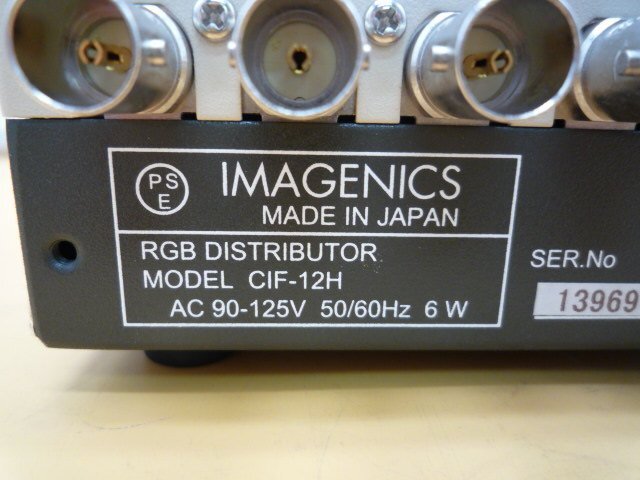 PS
E
IMAGENICS
MADE IN JAPAN
RGB DISTRIBUTOR
MODEL CIF-12H
AC 90-125V 50/60Hz 6 W
SER.No
13969